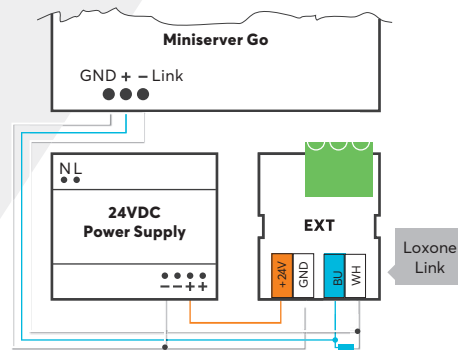 Miniserver Go
GND + − Link
N L
24VDC
Power Supply
− − + +
EXT
+24V
GND
BU
WH
Loxone
Link